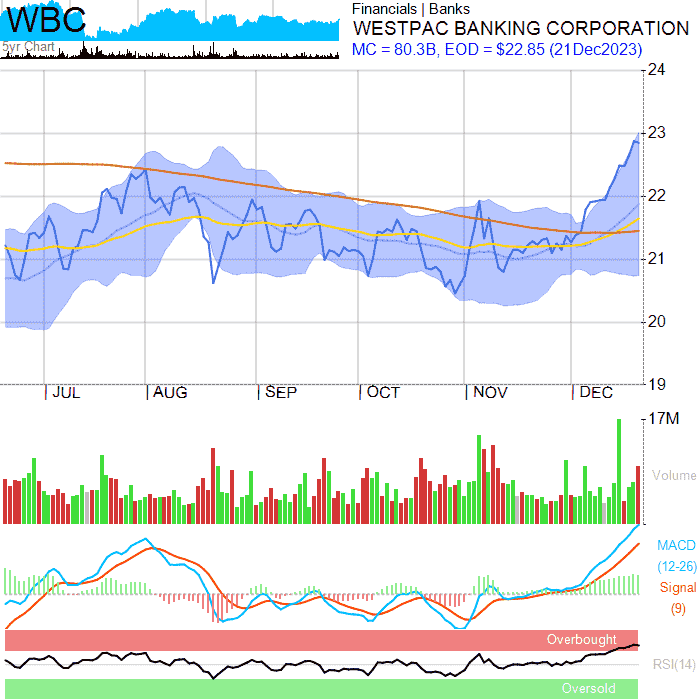 WBC
5yr Chart
Financials | Banks
WESTPAC BANKING CORPORATION
MC = 80.3B, EOD = $22.85 (21Dec2023)
24
23
22
21
20
19
JUL AUG SEP OCT NOV DEC
17M
Volume
MACD
(12-26)
Signal
(9)
Overbought
RSI(14)
Oversold